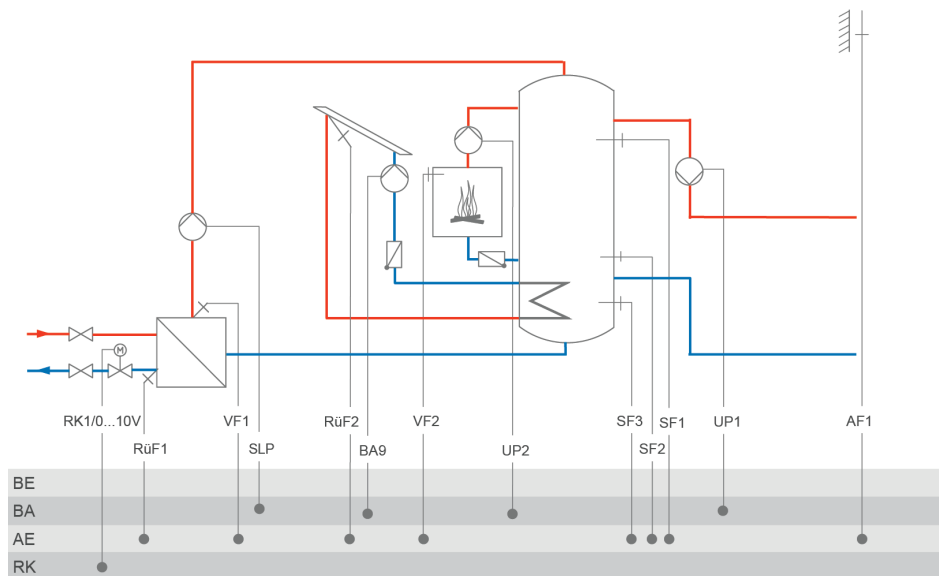 M
RK1/0...10V
VF1
RüF2
VF2
SF3
SF1
UP1
AF1
RüF1
SLP
BA9
UP2
SF2
BE
BA
AE
RK